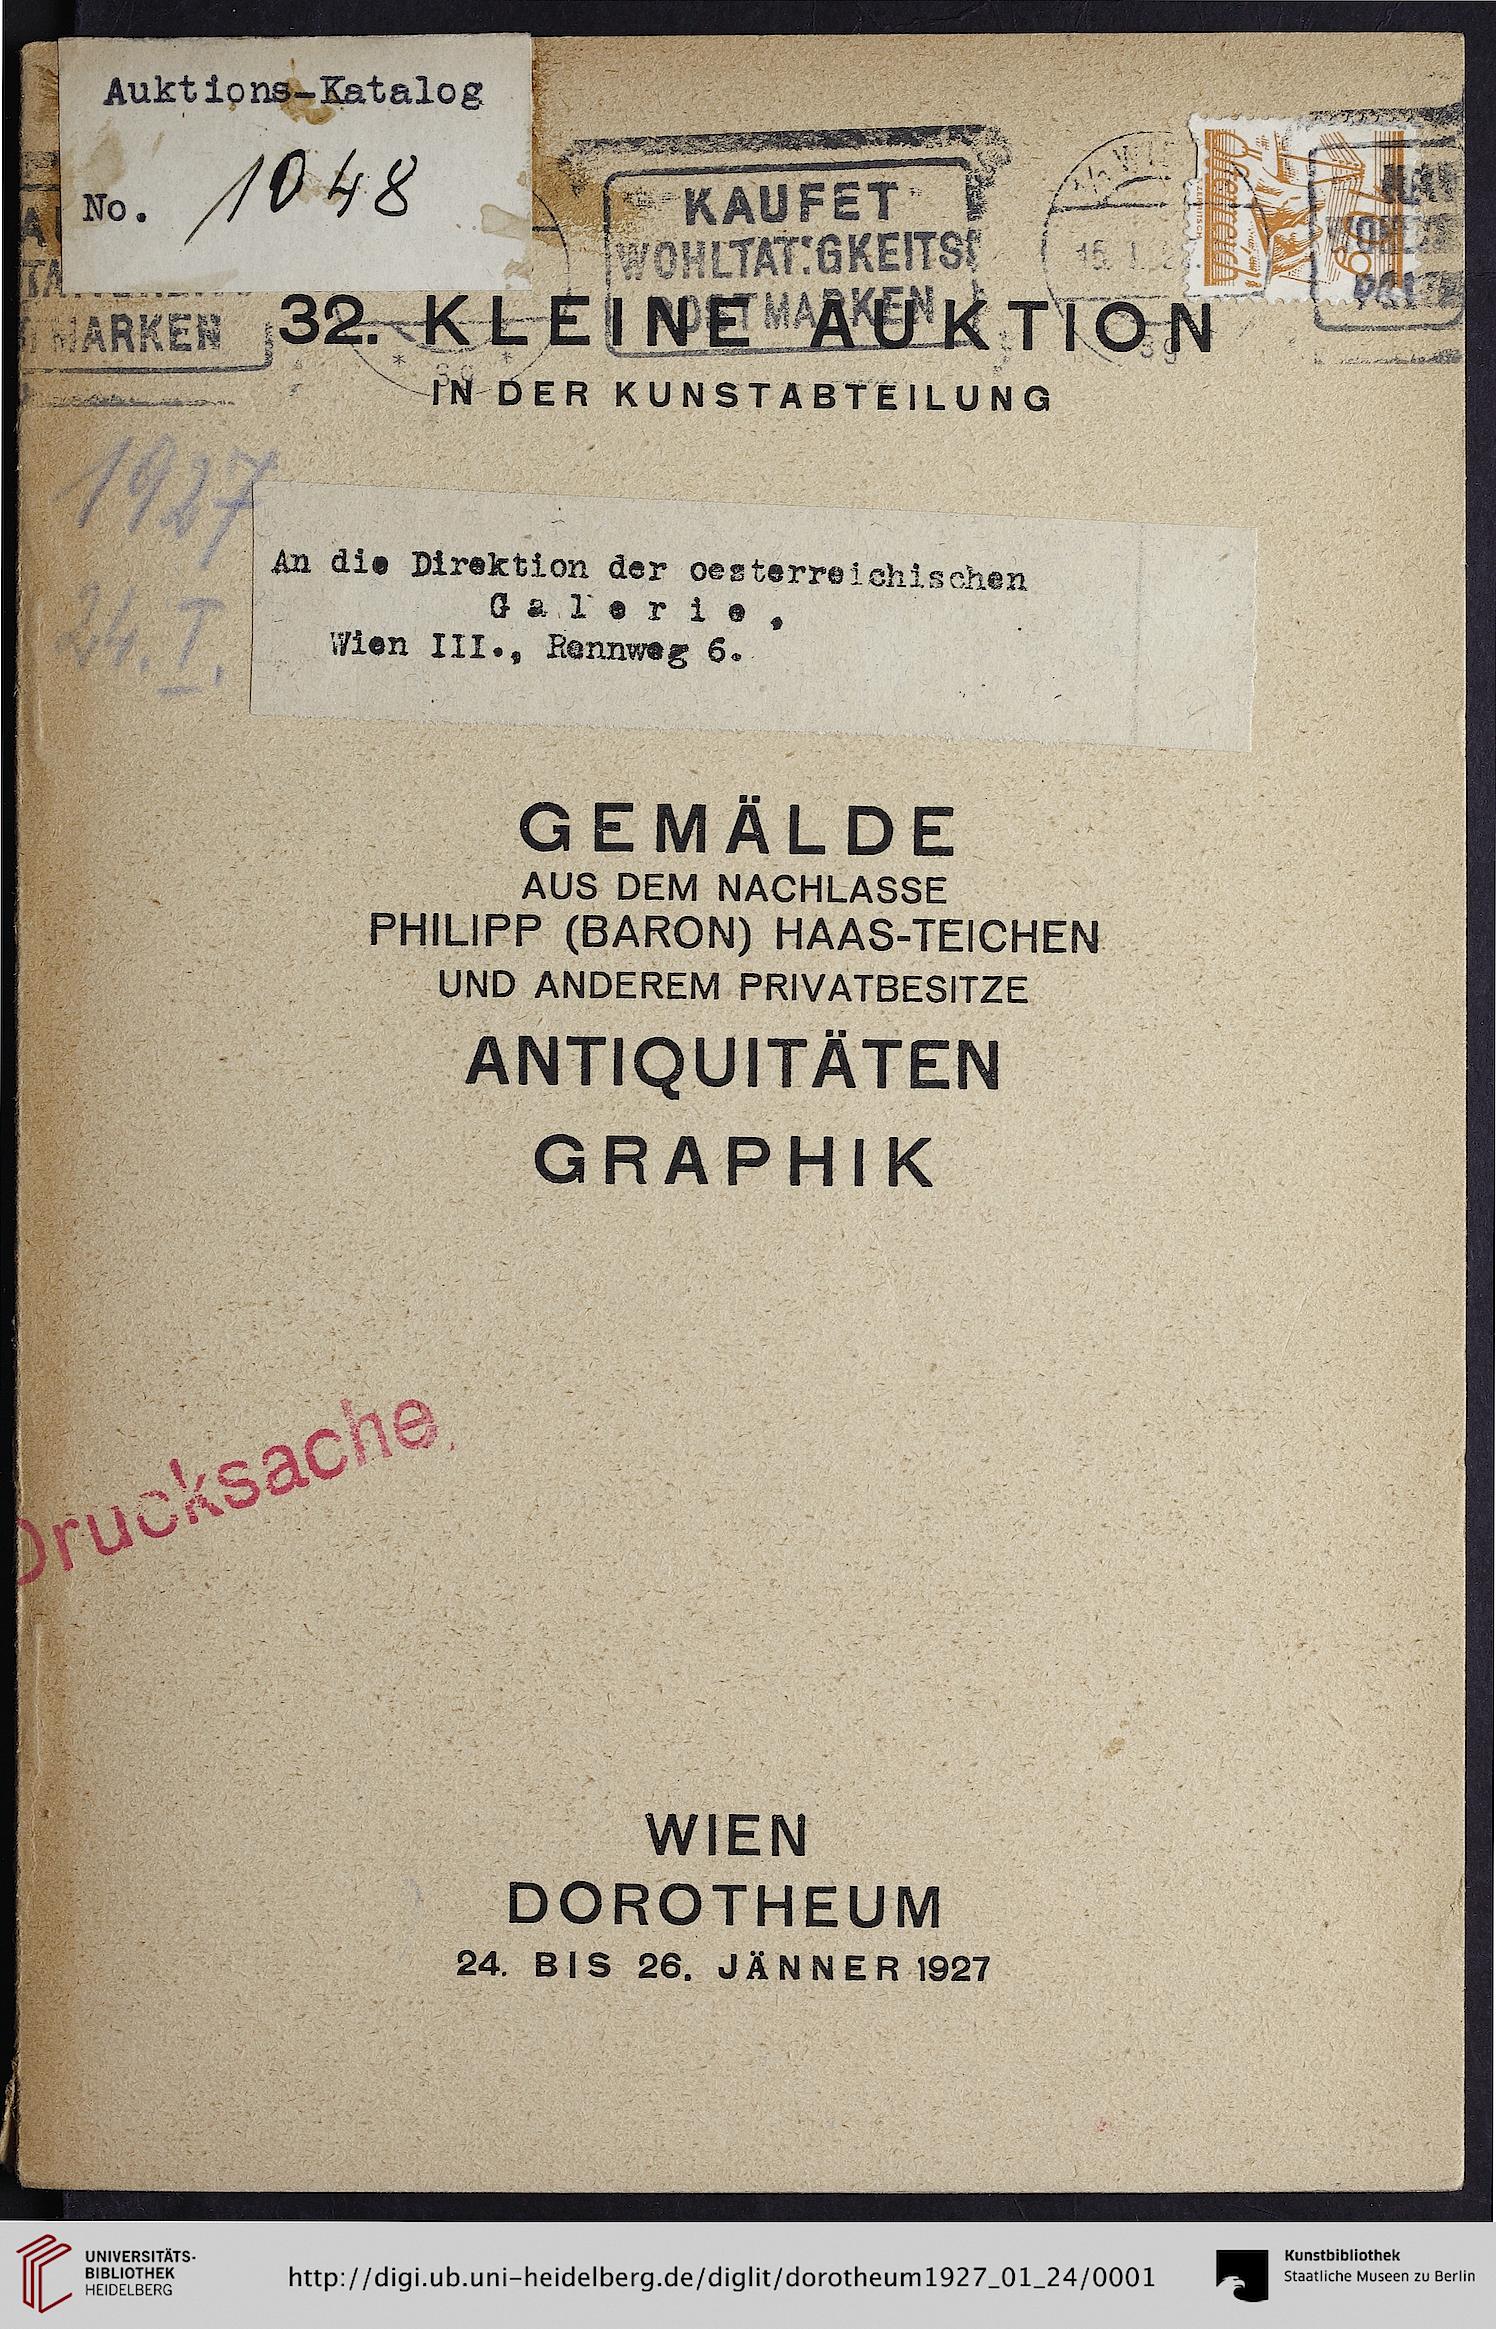 Auktions-Katalog
No. 1048
KAUFET
WOHLTÄTIGKEITS
POSTMARKEN
MARKEN
Österreich
32. KLEINE AUKTION
IN DER KUNSTABTEILUNG
1927
24. I.
An die Direktion der oesterreichischen
Galerie,
Wien III., Rennweg 6.
GEMÄLDE
AUS DEM NACHLASSE
PHILIPP (BARON) HAAS-TEICHEN
UND ANDEREM PRIVATBESITZE
ANTIQUITÄTEN
GRAPHIK
Drucksache
WIEN
DOROTHEUM
24. BIS 26. JÄNNER 1927
UNIVERSITÄTS-
BIBLIOTHEK
HEIDELBERG
http://digi.ub.uni-heidelberg.de/diglit/dorotheum1927_01_24/0001
Kunstbibliothek
Staatliche Museen zu Berlin